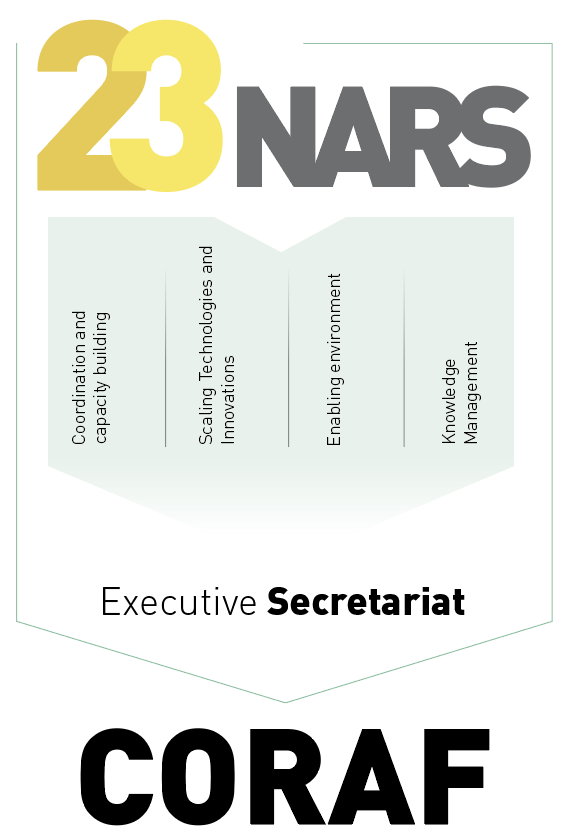 23 NARS
Coordination and
capacity building
Scaling Technologies and
Innovations
Enabling environment
Knowledge
Management
Executive Secretariat
CORAF